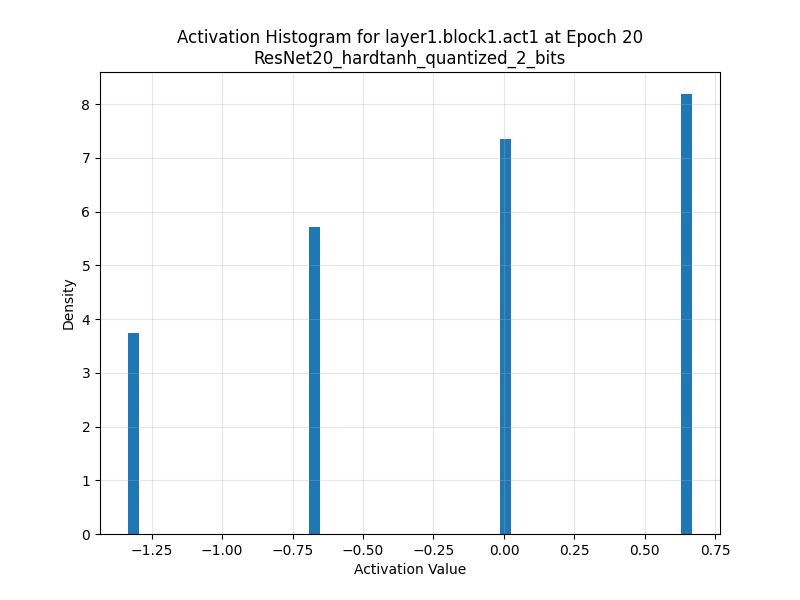 Activation Histogram for layer1.block1.act1 at Epoch 20
ResNet20_hardtanh_quantized_2_bits
8
7
6
5
4
3
2
1
0
Density
−1.25 −1.00 −0.75 −0.50 −0.25 0.00 0.25 0.50 0.75
Activation Value